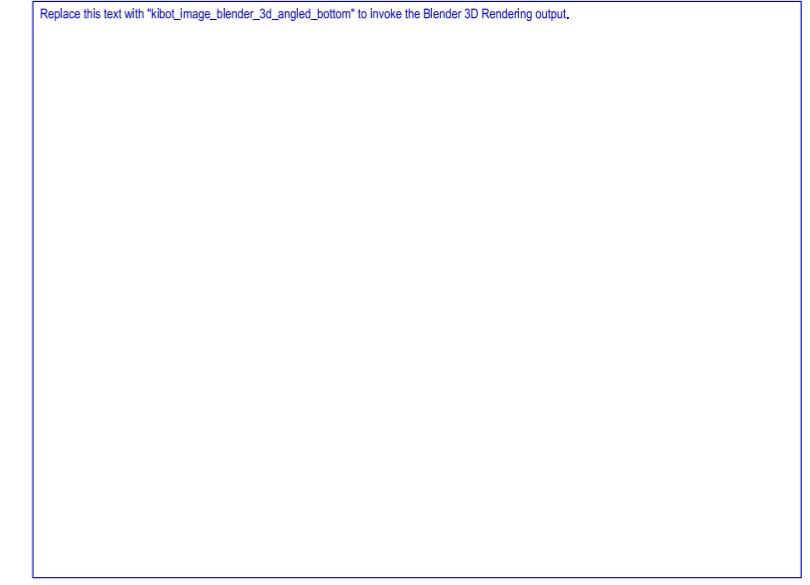 Replace this text with "kibot_image_blender_3d_angled_bottom" to invoke the Blender 3D Rendering output.